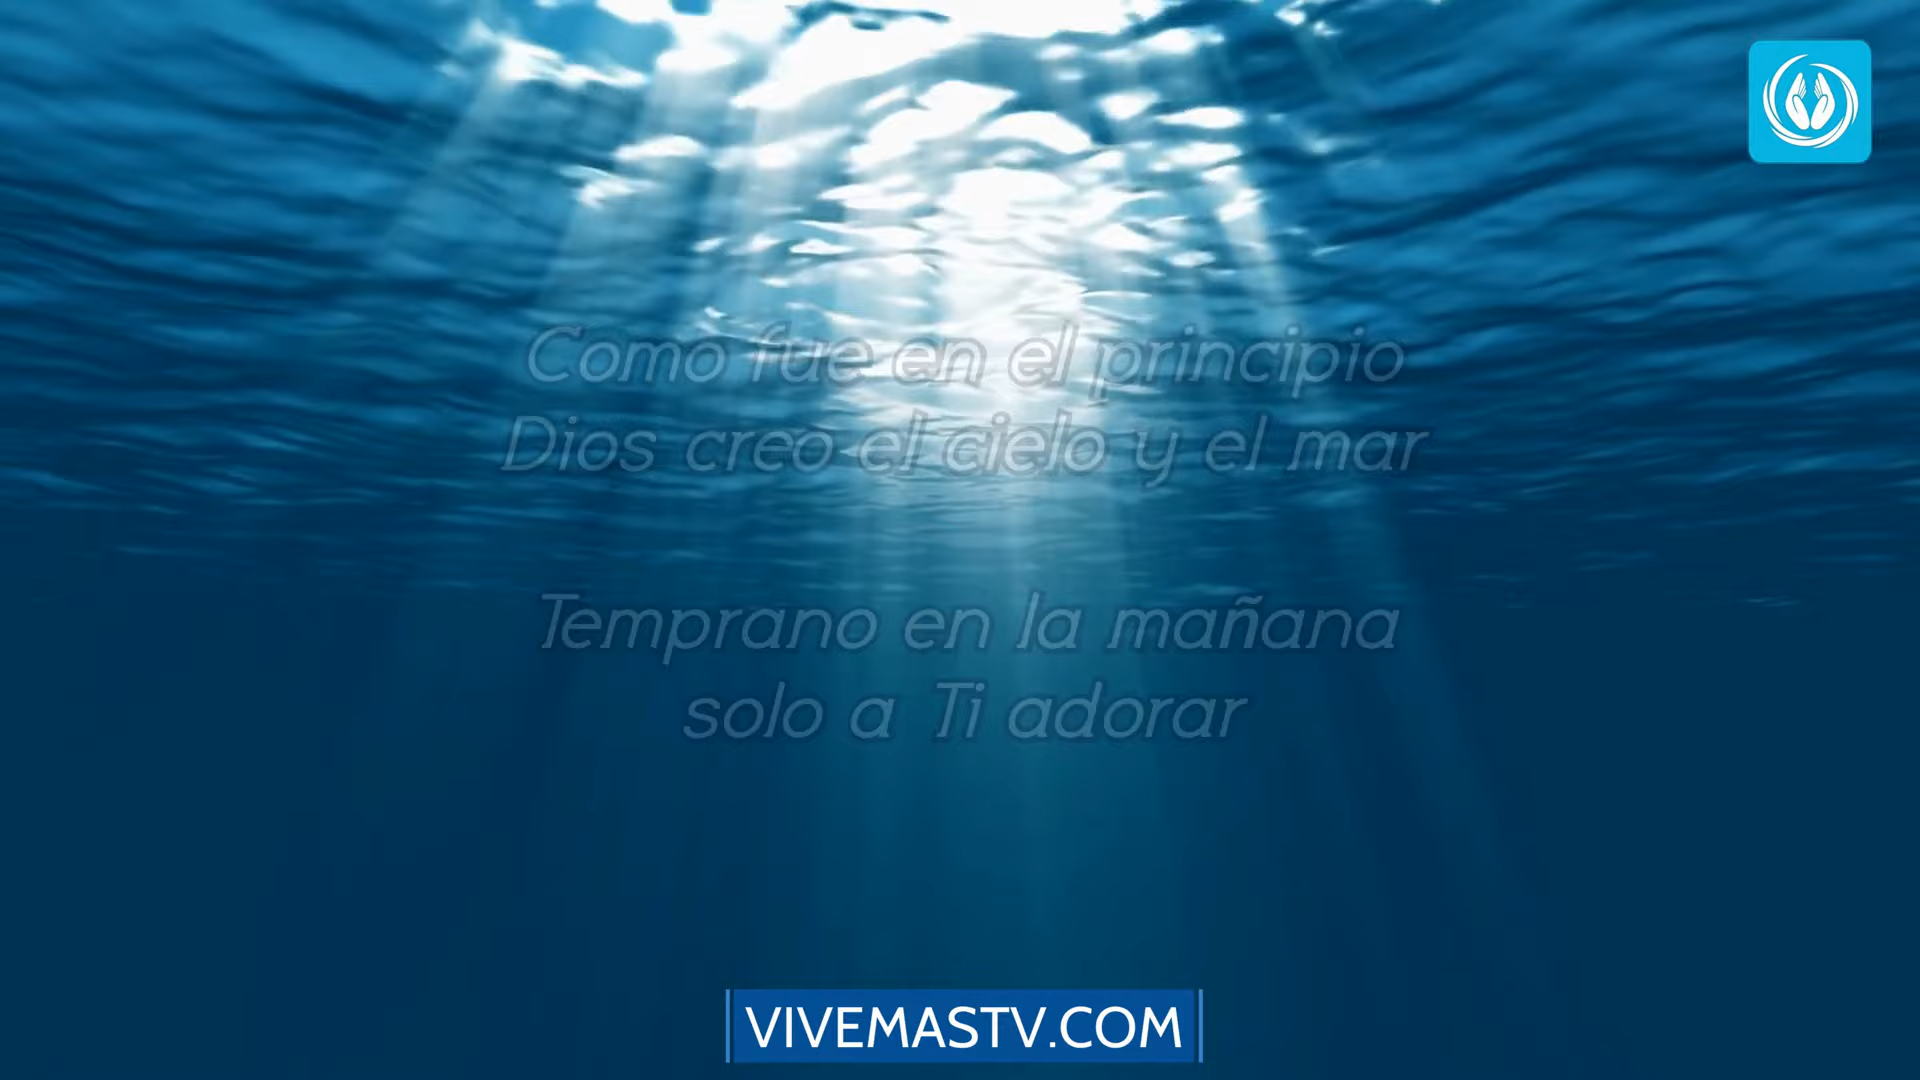 Como fue en el principio
Dios creo el cielo y el mar
Temprano en la mañana
solo a Ti adorar
VIVEMASTV.COM